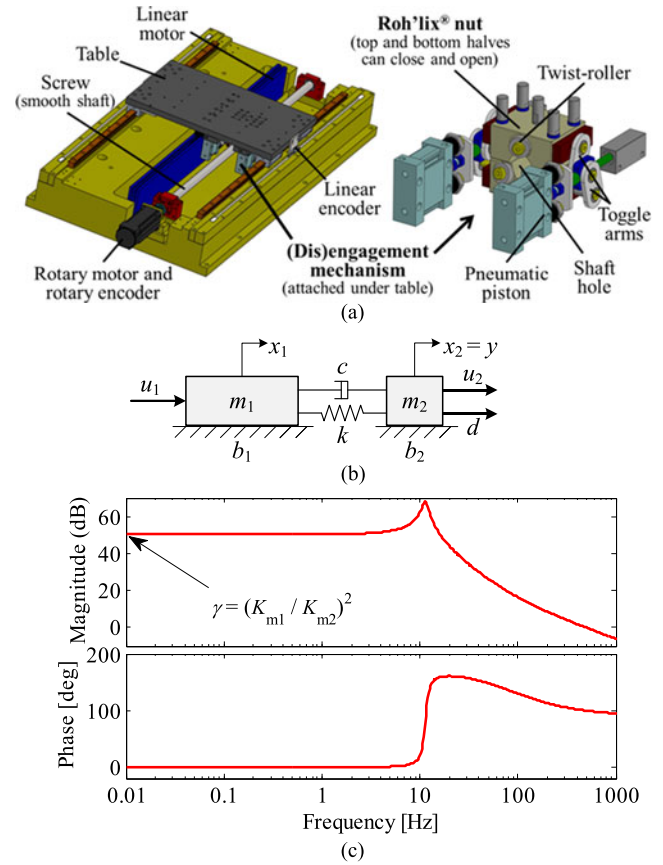 Linear
motor
Table
Screw
(smooth shaft)
Linear
encoder
Rotary motor and
rotary encoder
(Dis)engagement
mechanism
(attached under table)
Roh'lix® nut
(top and bottom halves
can close and open)
Twist-roller
Toggle
arms
Shaft
hole
Pneumatic
piston
(a)
x1
x2 = y
u1
m1
c
k
m2
u2
d
b1
b2
(b)
Magnitude (dB)
60
40
20
0
γ = (Km1 / Km2)²
Phase [deg]
200
100
0
0.01 0.1 1 10 100 1000
Frequency [Hz]
(c)